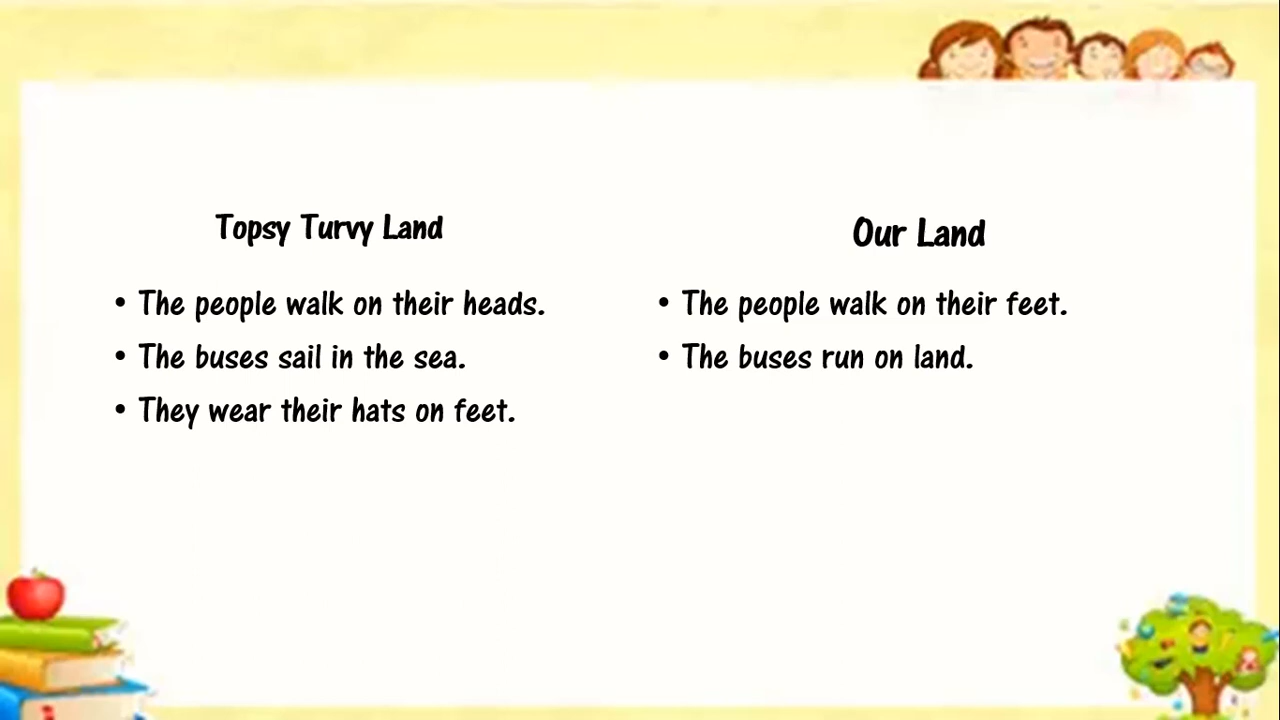 Topsy Turvy Land
• The people walk on their heads.
• The buses sail in the sea.
• They wear their hats on feet.
Our Land
• The people walk on their feet.
• The buses run on land.